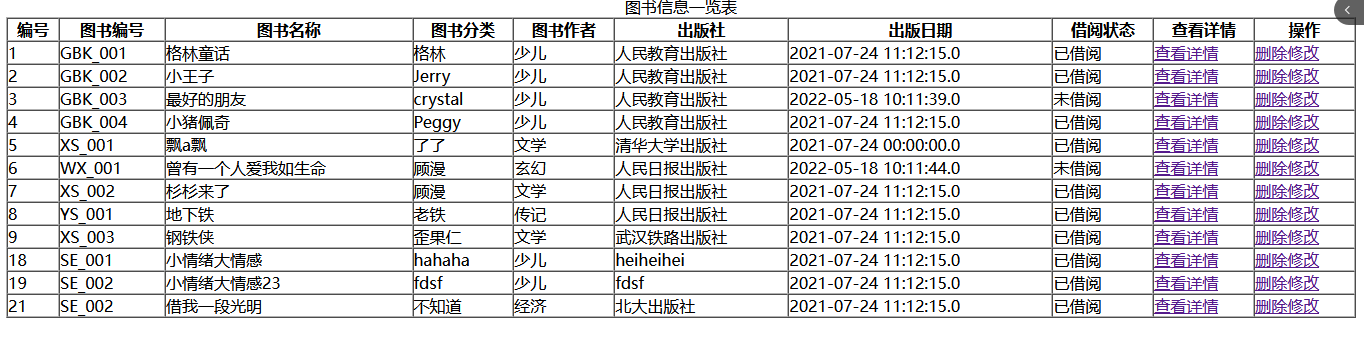 图书信息一览表
编号 图书编号 图书名称 图书分类 图书作者 出版社 出版日期 借阅状态 查看详情 操作
1 GBK_001 格林童话 格林 少儿 人民教育出版社 2021-07-24 11:12:15.0 已借阅 查看详情 删除修改
2 GBK_002 小王子 Jerry 少儿 人民教育出版社 2021-07-24 11:12:15.0 已借阅 查看详情 删除修改
3 GBK_003 最好的朋友 crystal 少儿 人民教育出版社 2022-05-18 10:11:39.0 未借阅 查看详情 删除修改
4 GBK_004 小猪佩奇 Peggy 少儿 人民教育出版社 2021-07-24 11:12:15.0 已借阅 查看详情 删除修改
5 XS_001 飘a飘 了了 文学 清华大学出版社 2021-07-24 00:00:00.0 已借阅 查看详情 删除修改
6 WX_001 曾有一个人爱我如生命 顾漫 玄幻 人民日报出版社 2022-05-18 10:11:44.0 未借阅 查看详情 删除修改
7 XS_002 杉杉来了 顾漫 文学 人民日报出版社 2021-07-24 11:12:15.0 已借阅 查看详情 删除修改
8 YS_001 地下铁 老铁 传记 人民日报出版社 2021-07-24 11:12:15.0 已借阅 查看详情 删除修改
9 XS_003 钢铁侠 歪果仁 文学 武汉铁路出版社 2021-07-24 11:12:15.0 已借阅 查看详情 删除修改
18 SE_001 小情绪大情感 hahaha 少儿 heiheihei 2021-07-24 11:12:15.0 已借阅 查看详情 删除修改
19 SE_002 小情绪大情感23 fdsf 少儿 fdsf 2021-07-24 11:12:15.0 已借阅 查看详情 删除修改
21 SE_002 借我一段光明 不知道 经济 北大出版社 2021-07-24 11:12:15.0 已借阅 查看详情 删除修改